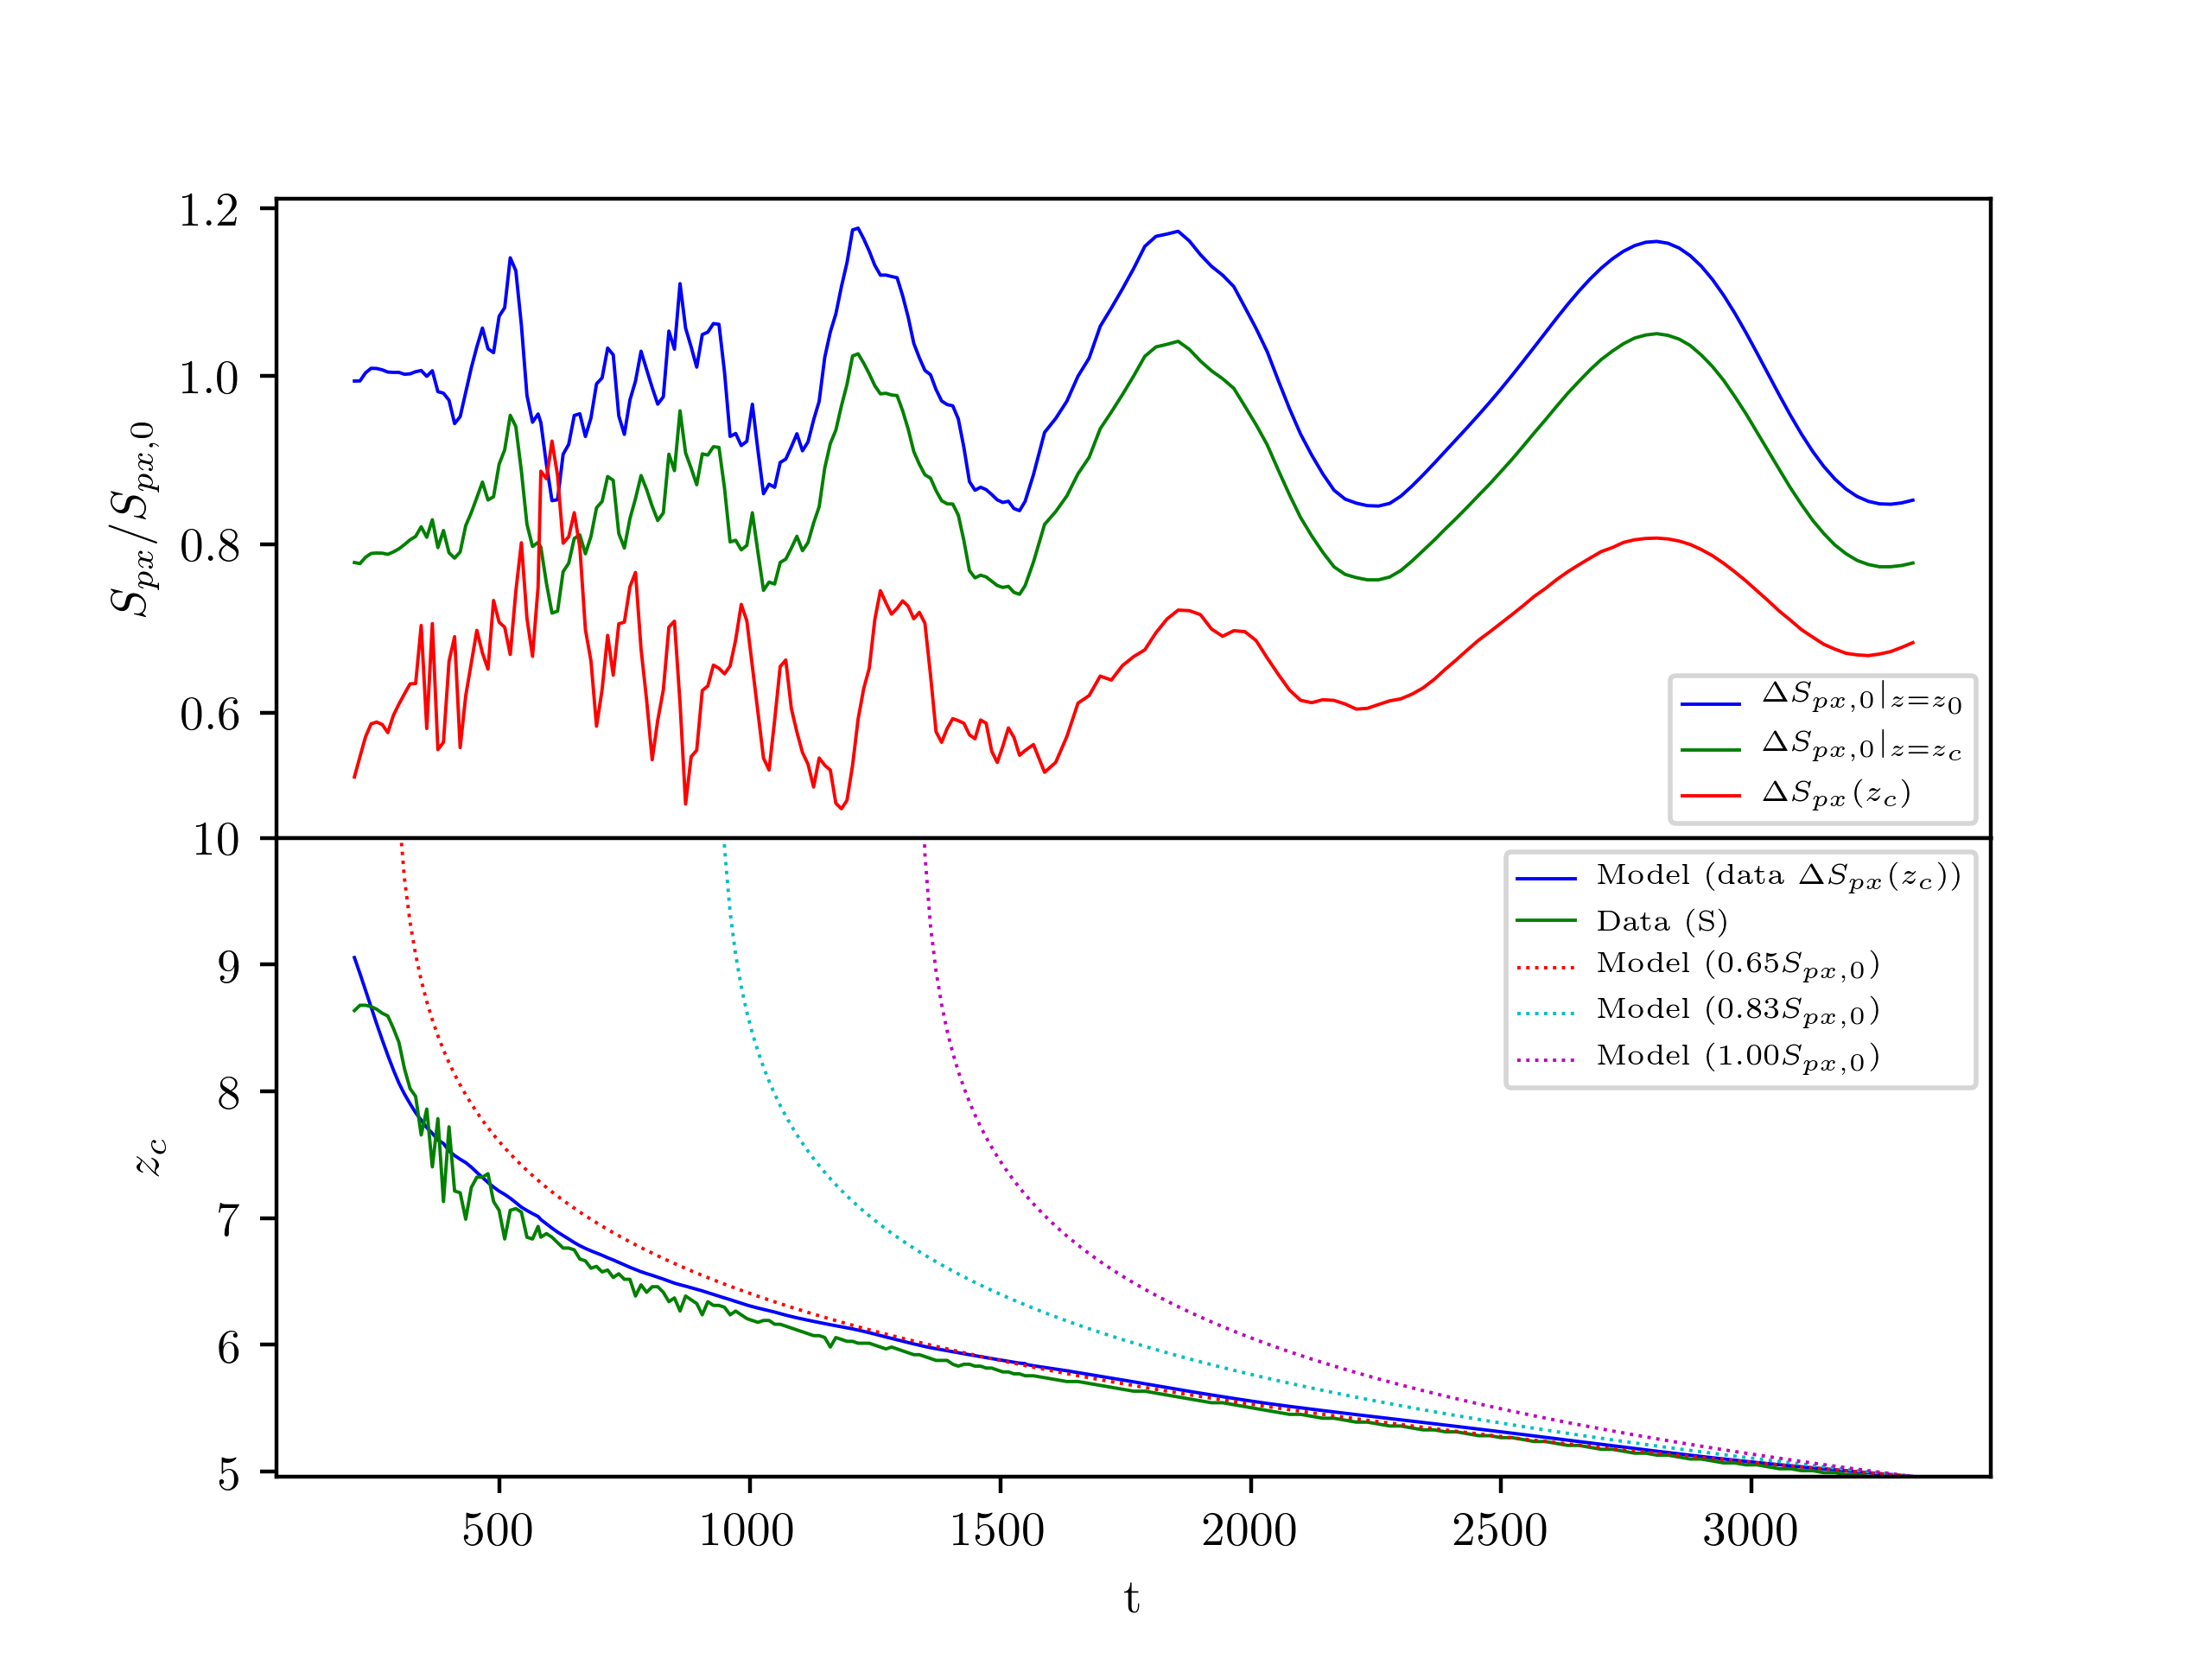 1.2
1.0
0.8
0.6
S_{px}/S_{px,0}
ΔS_{px,0}|_{z=z_0}
ΔS_{px,0}|_{z=z_c}
ΔS_{px}(z_c)
10
9
8
7
6
5
z_c
Model (data ΔS_{px}(z_c))
Data (S)
Model (0.65S_{px,0})
Model (0.83S_{px,0})
Model (1.00S_{px,0})
500 1000 1500 2000 2500 3000
t